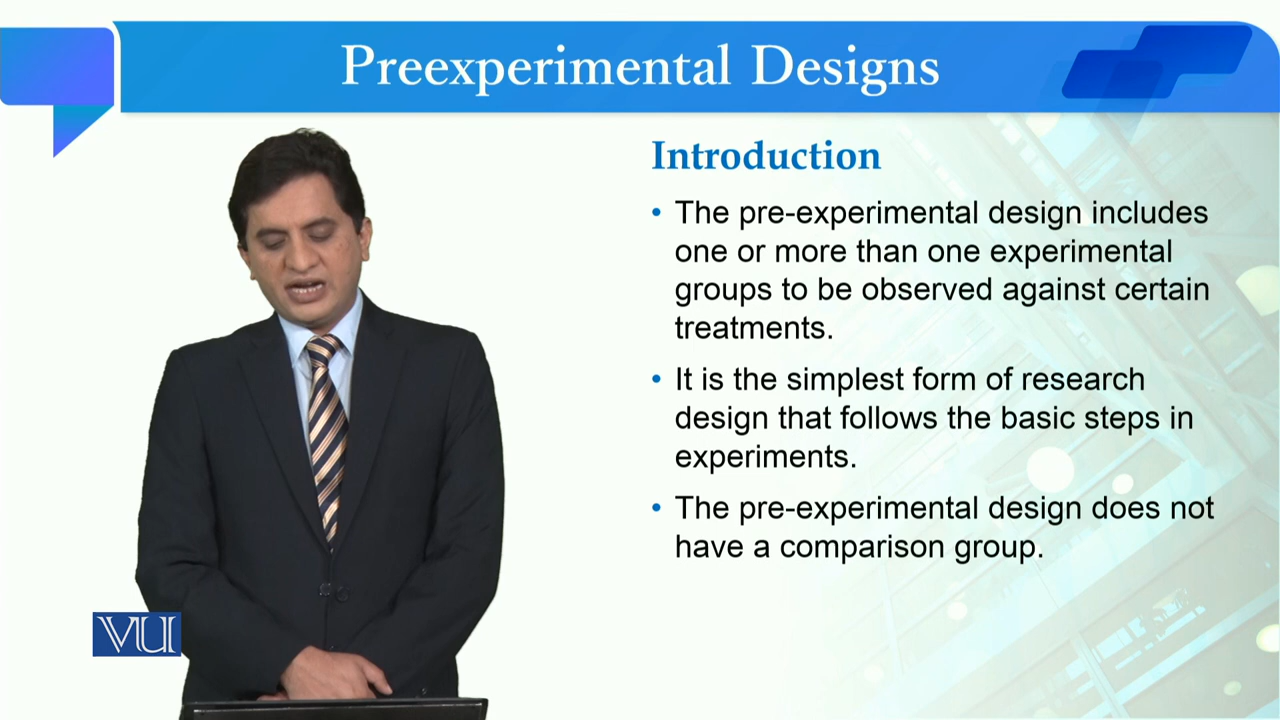 Preexperimental Designs
Introduction
• The pre-experimental design includes
one or more than one experimental
groups to be observed against certain
treatments.
• It is the simplest form of research
design that follows the basic steps in
experiments.
• The pre-experimental design does not
have a comparison group.
VU